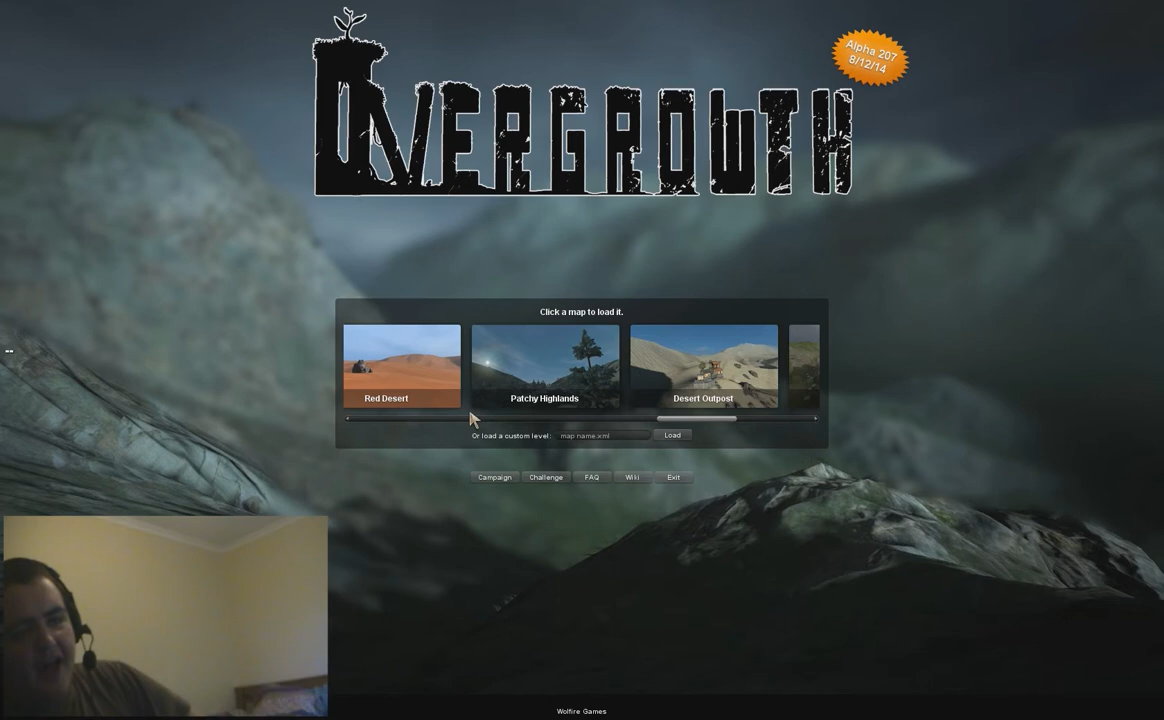 OVERGROWTH
Alpha 207
8/12/14
Click a map to load it.
Red Desert
Patchy Highlands
Desert Outpost
Or load a custom level: map name.xml Load
Campaign Challenge FAQ Wiki Exit
Wolfire Games